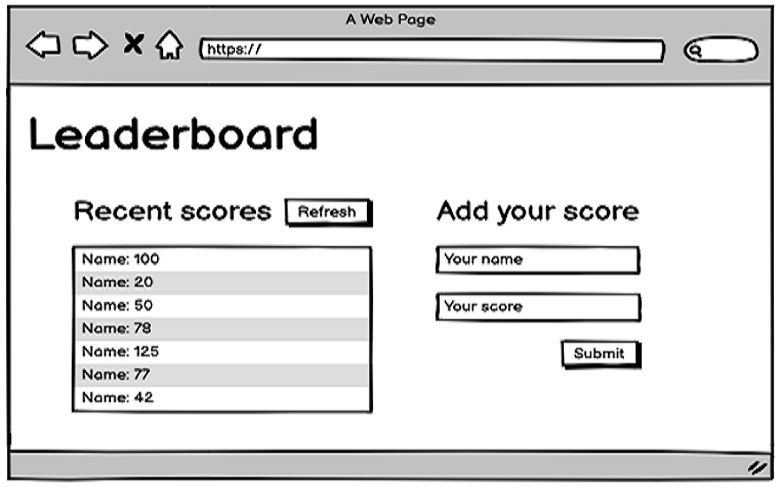 A Web Page
https://
Leaderboard
Recent scores
Refresh
Name: 100
Name: 20
Name: 50
Name: 78
Name: 125
Name: 77
Name: 42
Add your score
Your name
Your score
Submit